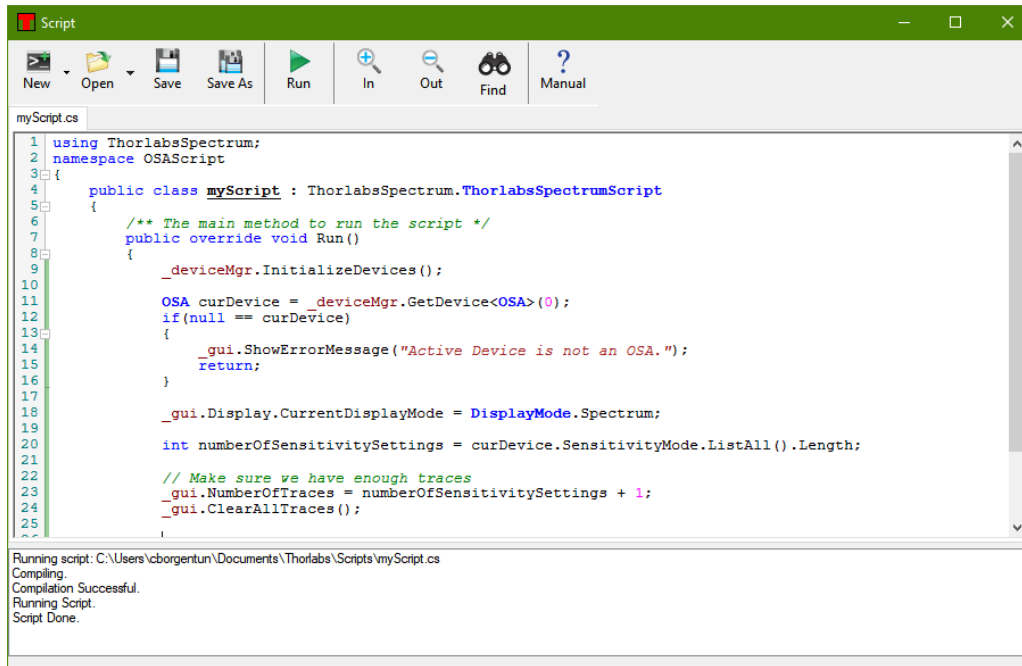 Script
New Open Save Save As Run In Out Find Manual
myScript.cs
1 using ThorlabsSpectrum;
2 namespace OSAScript
3 {
4     public class myScript : ThorlabsSpectrum.ThorlabsSpectrumScript
5     {
6         /** The main method to run the script */
7         public override void Run()
8         {
9             _deviceMgr.InitializeDevices();
10
11             OSA curDevice = _deviceMgr.GetDevice<OSA>(0);
12             if(null == curDevice)
13             {
14                 _gui.ShowErrorMessage("Active Device is not an OSA.");
15                 return;
16             }
17
18             _gui.Display.CurrentDisplayMode = DisplayMode.Spectrum;
19
20             int numberOfSensitivitySettings = curDevice.SensitivityMode.ListAll().Length;
21
22             // Make sure we have enough traces
23             _gui.NumberOfTraces = numberOfSensitivitySettings + 1;
24             _gui.ClearAllTraces();
25
Running script: C:\Users\cborgentun\Documents\Thorlabs\Scripts\myScript.cs
Compiling.
Compilation Successful.
Running Script.
Script Done.